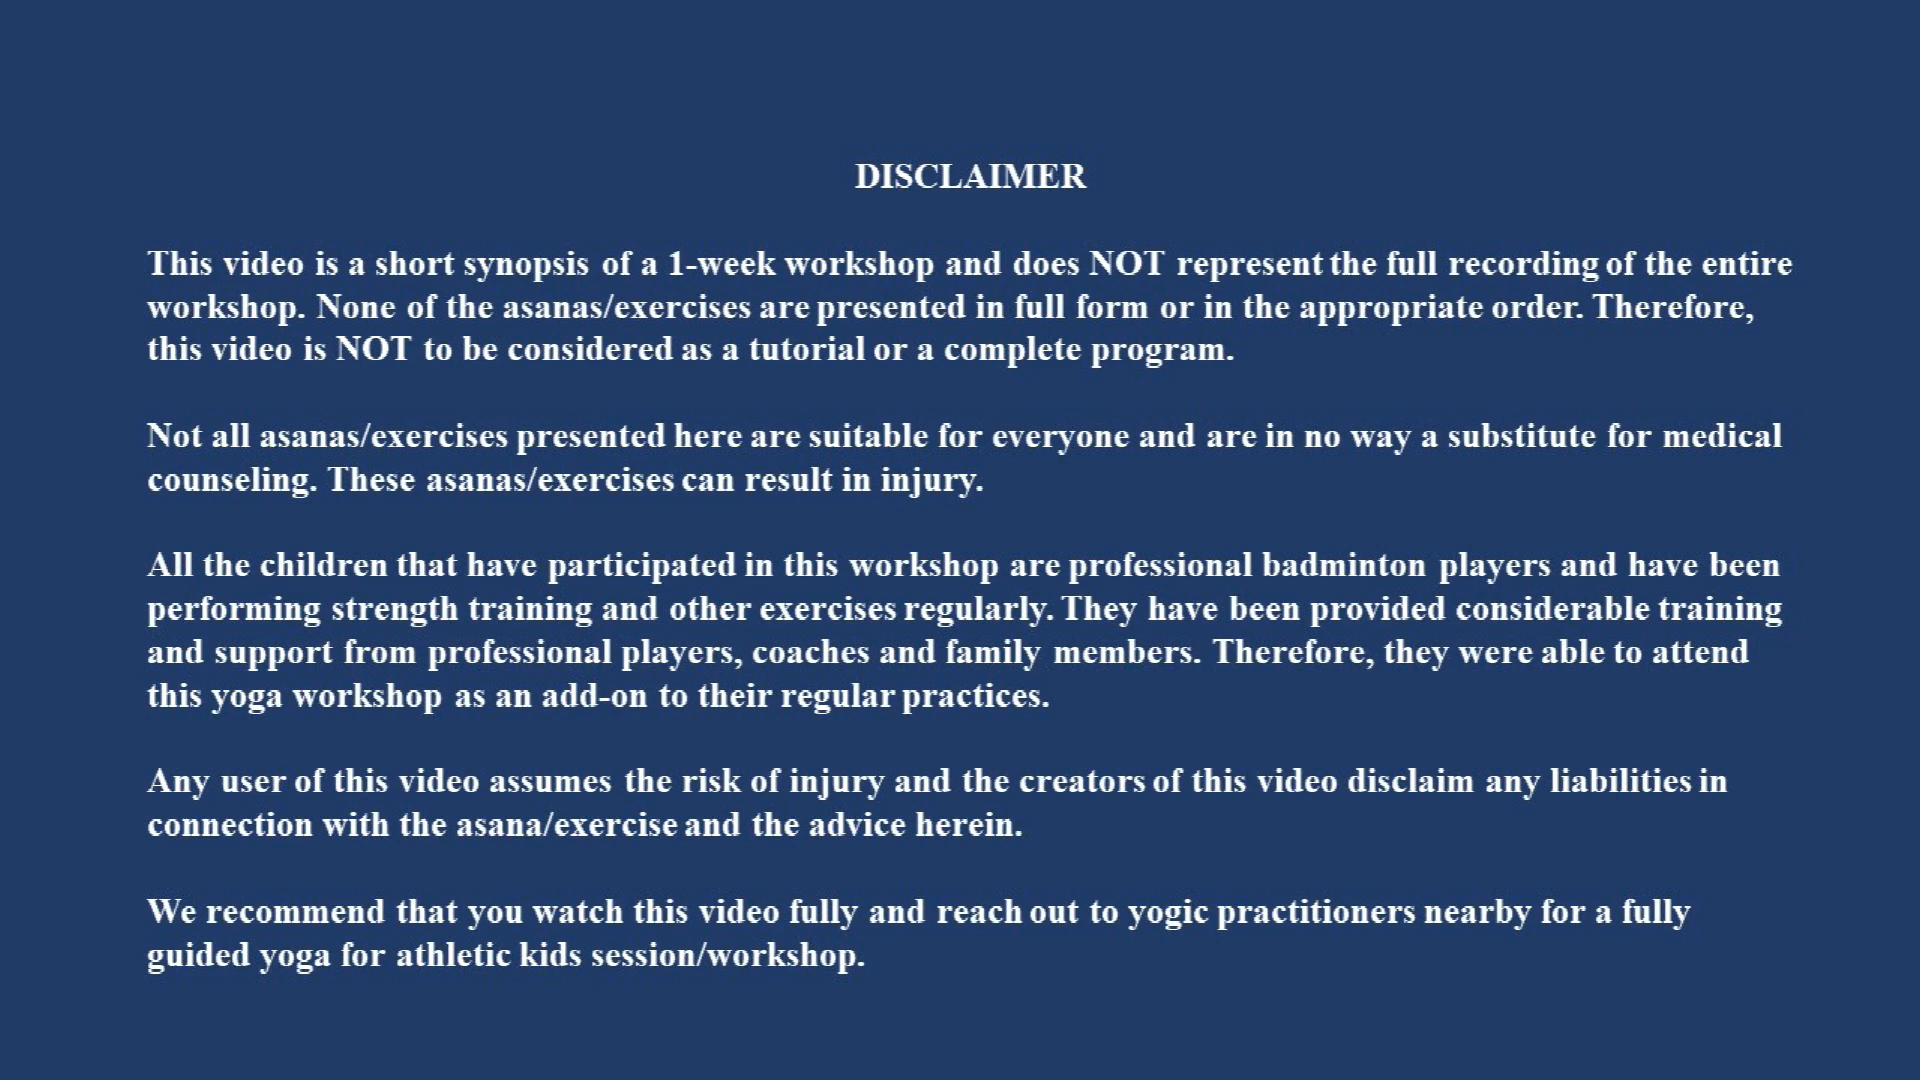 DISCLAIMER
This video is a short synopsis of a 1-week workshop and does NOT represent the full recording of the entire
workshop. None of the asanas/exercises are presented in full form or in the appropriate order. Therefore,
this video is NOT to be considered as a tutorial or a complete program.
Not all asanas/exercises presented here are suitable for everyone and are in no way a substitute for medical
counseling. These asanas/exercises can result in injury.
All the children that have participated in this workshop are professional badminton players and have been
performing strength training and other exercises regularly. They have been provided considerable training
and support from professional players, coaches and family members. Therefore, they were able to attend
this yoga workshop as an add-on to their regular practices.
Any user of this video assumes the risk of injury and the creators of this video disclaim any liabilities in
connection with the asana/exercise and the advice herein.
We recommend that you watch this video fully and reach out to yogic practitioners nearby for a fully
guided yoga for athletic kids session/workshop.